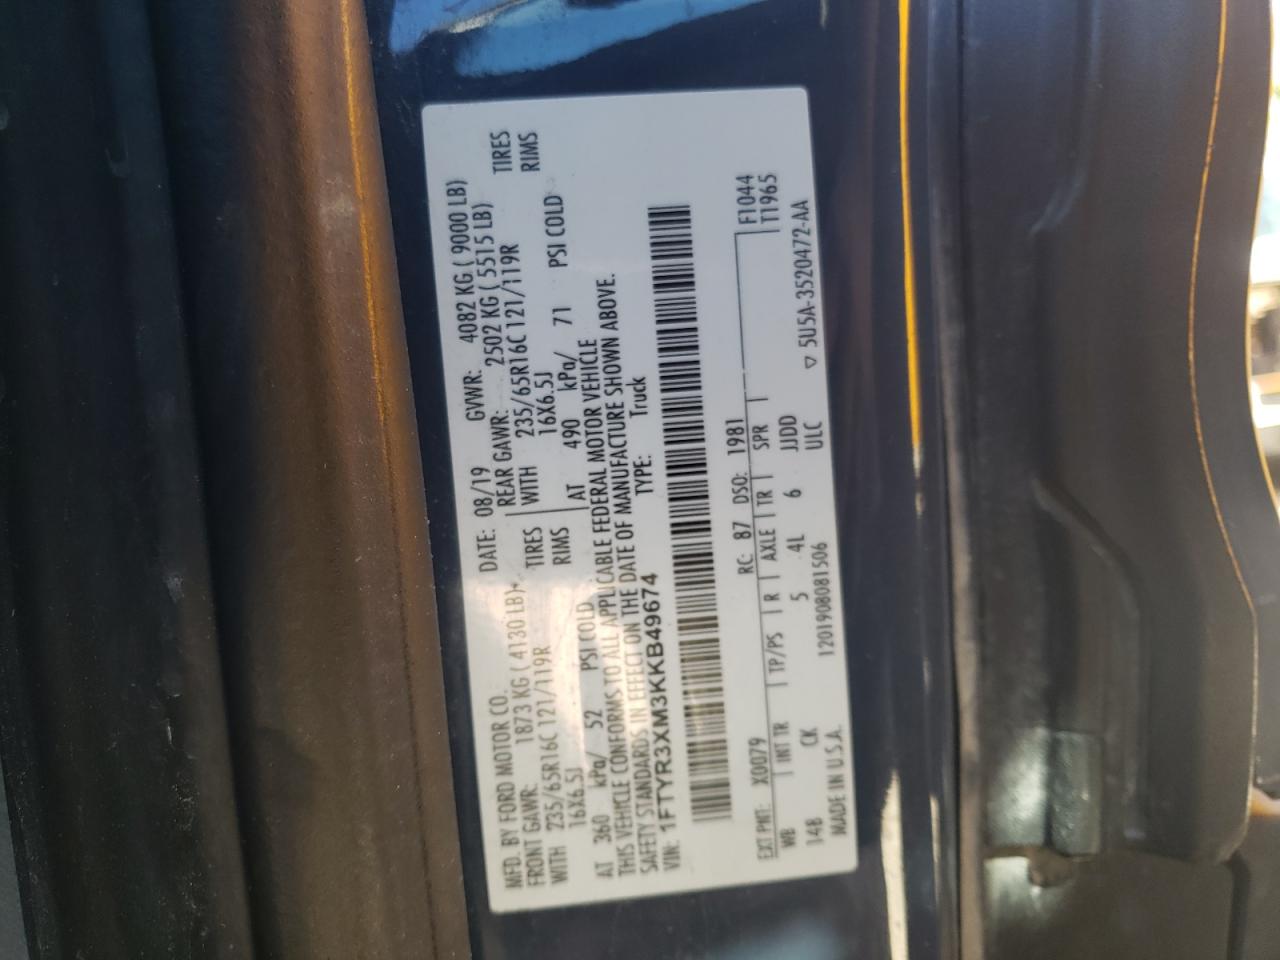 MFD. BY FORD MOTOR CO. DATE: 08/19 GVWR: 4082 KG ( 9000 LB)
FRONT GAWR: 1873 KG ( 4130 LB) REAR GAWR: 2502 KG ( 5515 LB)
WITH 235/65R16C 121/119R TIRES WITH 235/65R16C 121/119R TIRES
16X6.5J RIMS 16X6.5J RIMS
AT 360 kPa/ 52 PSI COLD AT 490 kPa/ 71 PSI COLD
THIS VEHICLE CONFORMS TO ALL APPLICABLE FEDERAL MOTOR VEHICLE
SAFETY STANDARDS IN EFFECT ON THE DATE OF MANUFACTURE SHOWN ABOVE.
VIN: 1FTYR3XM3KKB49674 TYPE: Truck
EXT PNT: X0079 RC: 87 DSO: 1981 F1044
WB INT TR TP/PS R AXLE TR SPR T1965
148 CK 5 4L 6 JJDD
MADE IN U.S.A. 120190808 1506 ULC ▽ 5U5A-3520472-AA